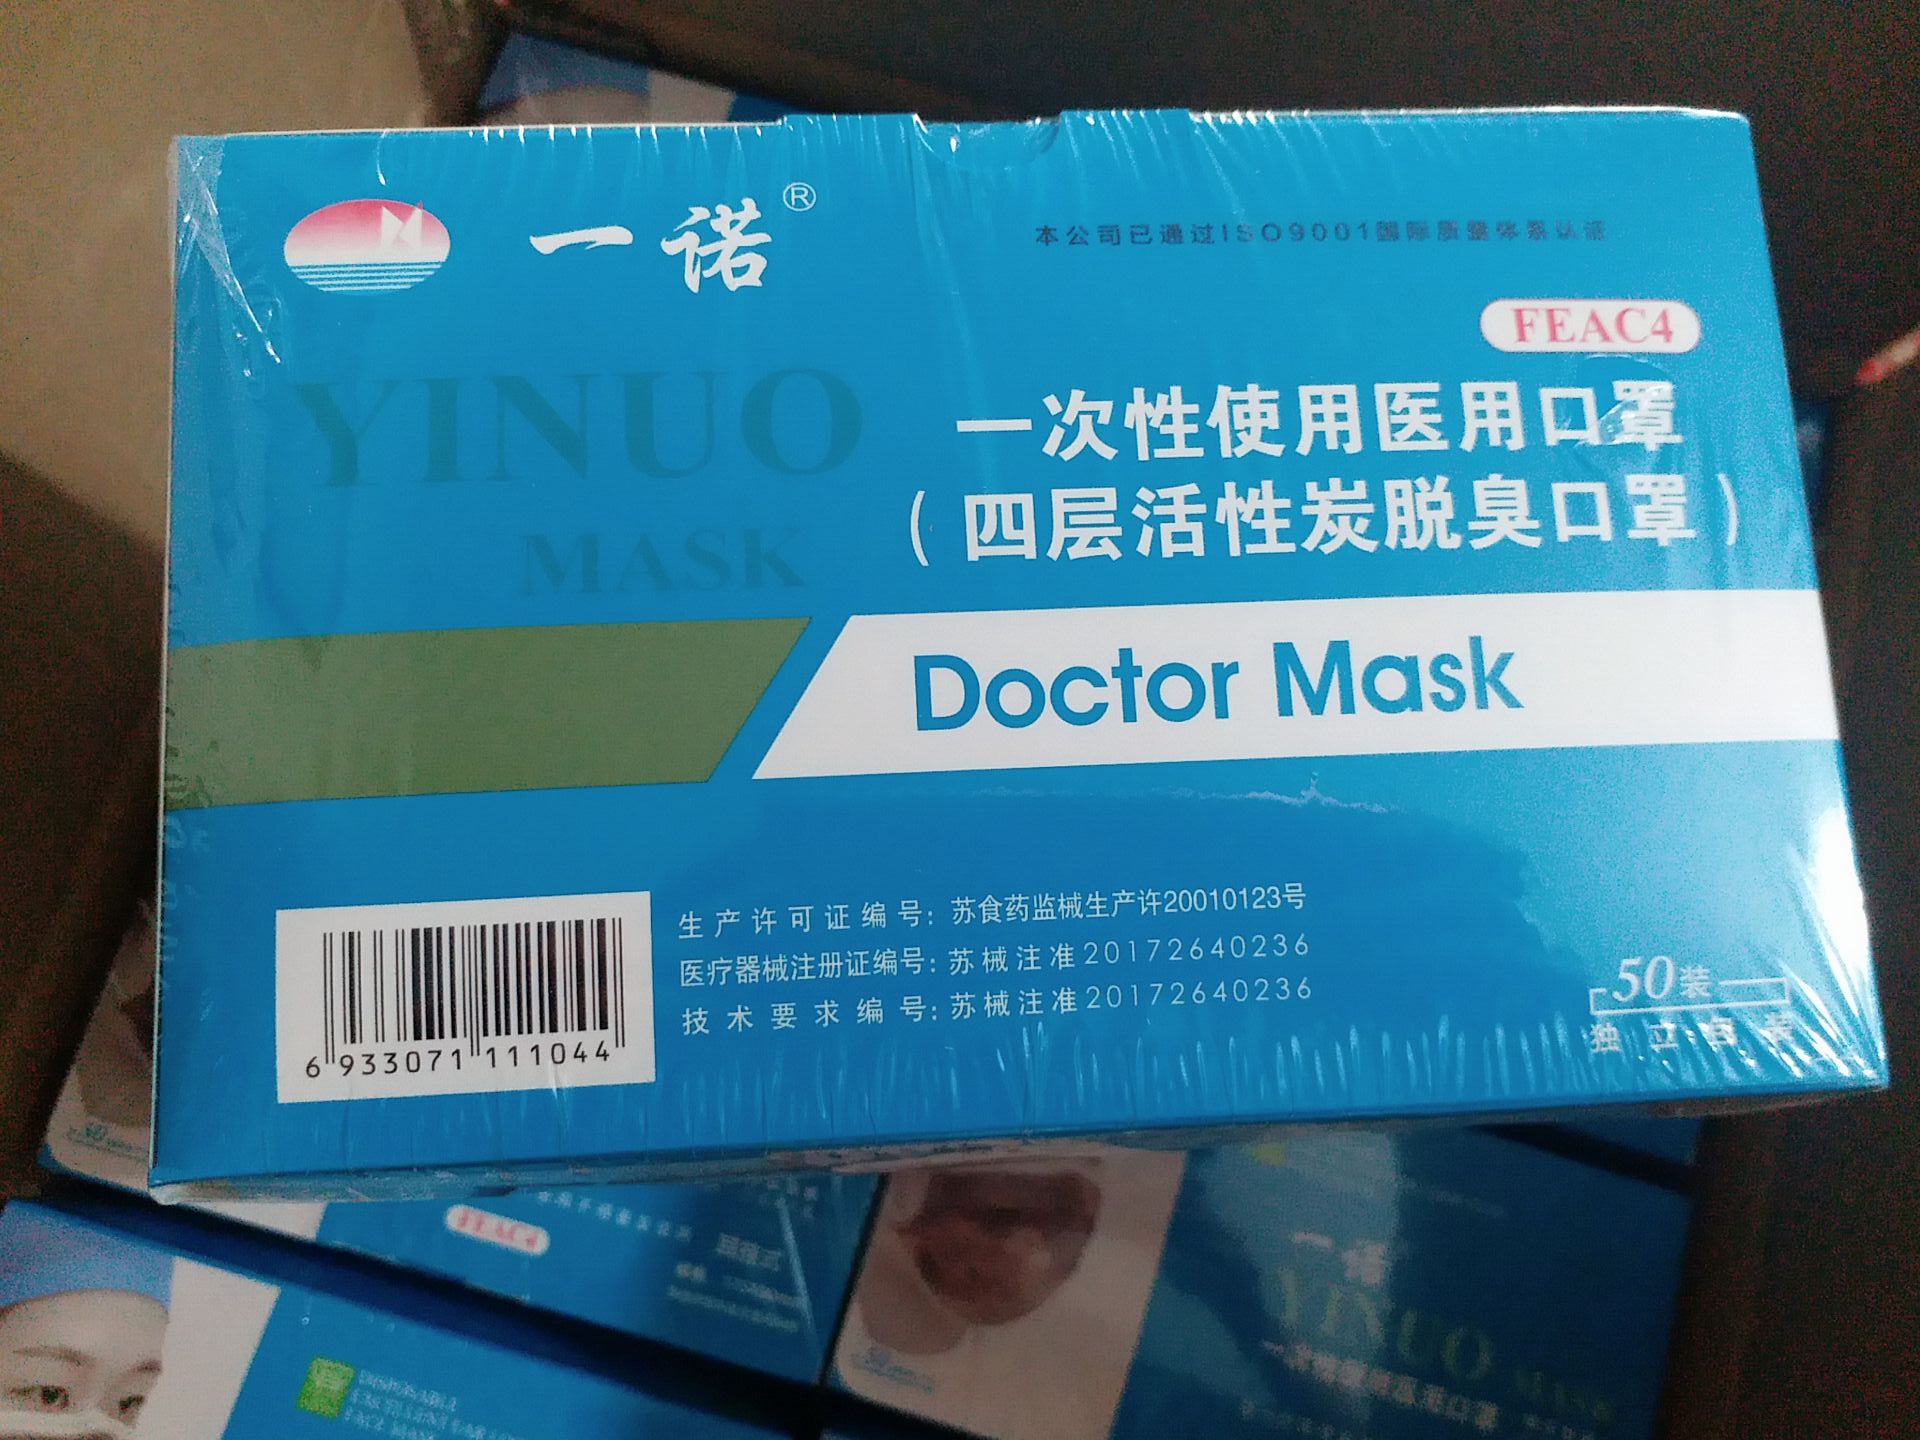 一诺®
本公司已通过ISO9001国际质量体系认证
FEAC4
YINUO
MASK
一次性使用医用口罩
(四层活性炭脱臭口罩)
Doctor Mask
生产许可证编号:苏食药监械生产许20010123号
医疗器械注册证编号:苏械注准20172640236
技术要求编号:苏械注准20172640236
6 933071 111044
50装
独立包装
FEAC4
一诺
YINUO MASK